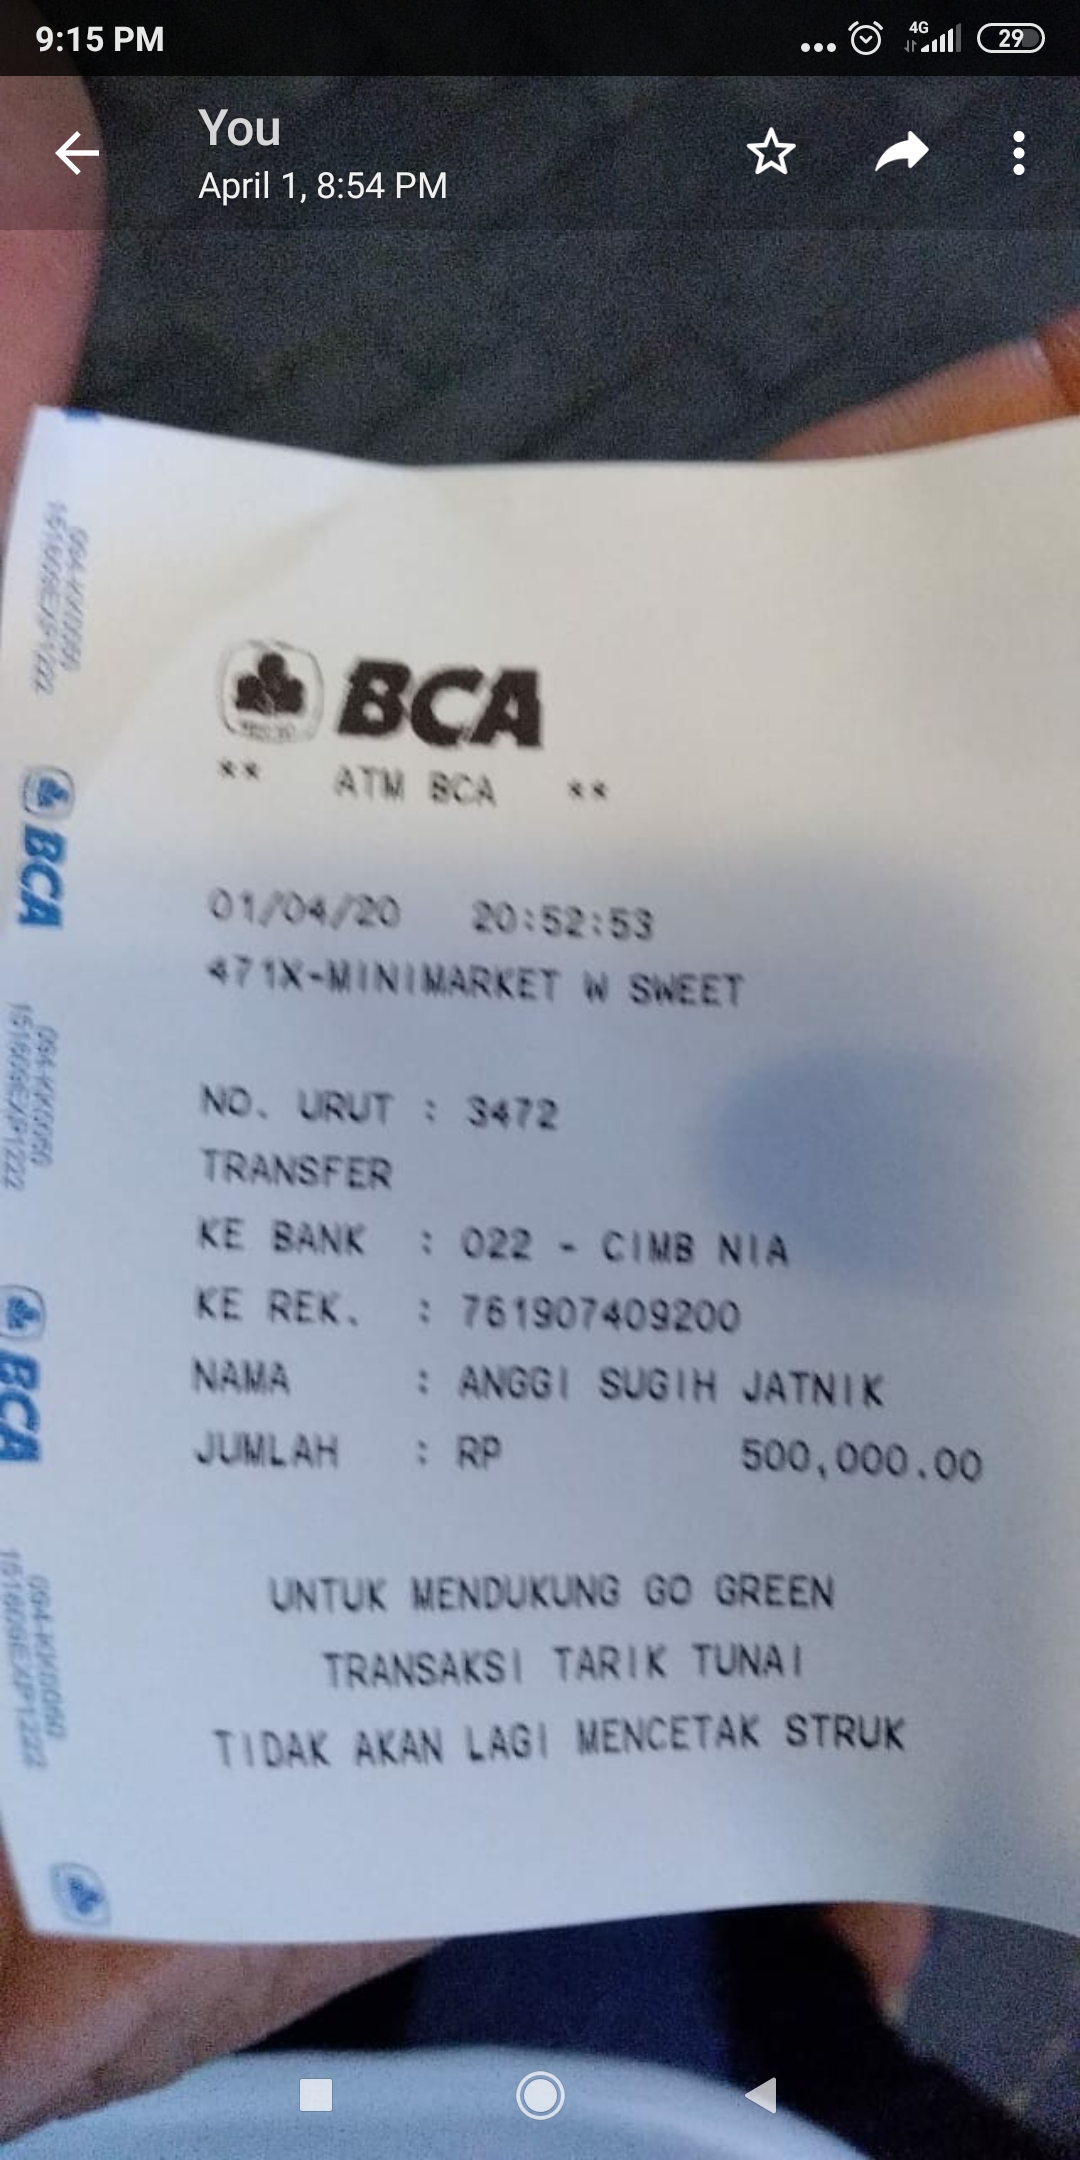 9:15 PM
4G
29
You
April 1, 8:54 PM
BCA
** ATM BCA **
01/04/20 20:52:53
471X-MINIMARKET W SWEET
NO. URUT : 3472
TRANSFER
KE BANK : 022 - CIMB NIA
KE REK. : 761907409200
NAMA : ANGGI SUGIH JATNIK
JUMLAH : RP 500,000.00
UNTUK MENDUKUNG GO GREEN
TRANSAKSI TARIK TUNAI
TIDAK AKAN LAGI MENCETAK STRUK
BCA
BCA